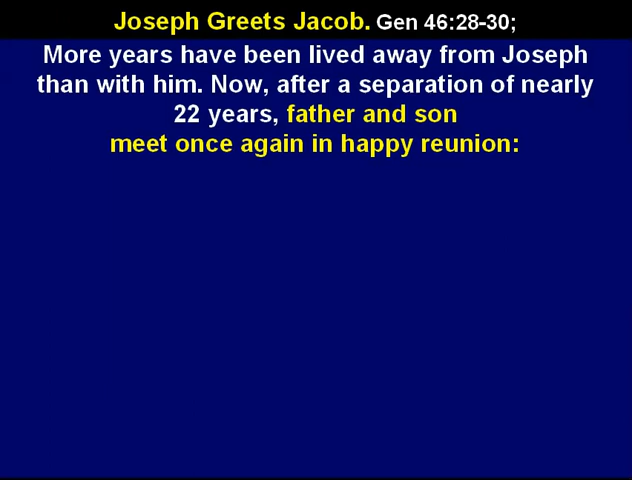 Joseph Greets Jacob. Gen 46:28-30;
More years have been lived away from Joseph
than with him. Now, after a separation of nearly
22 years, father and son
meet once again in happy reunion: